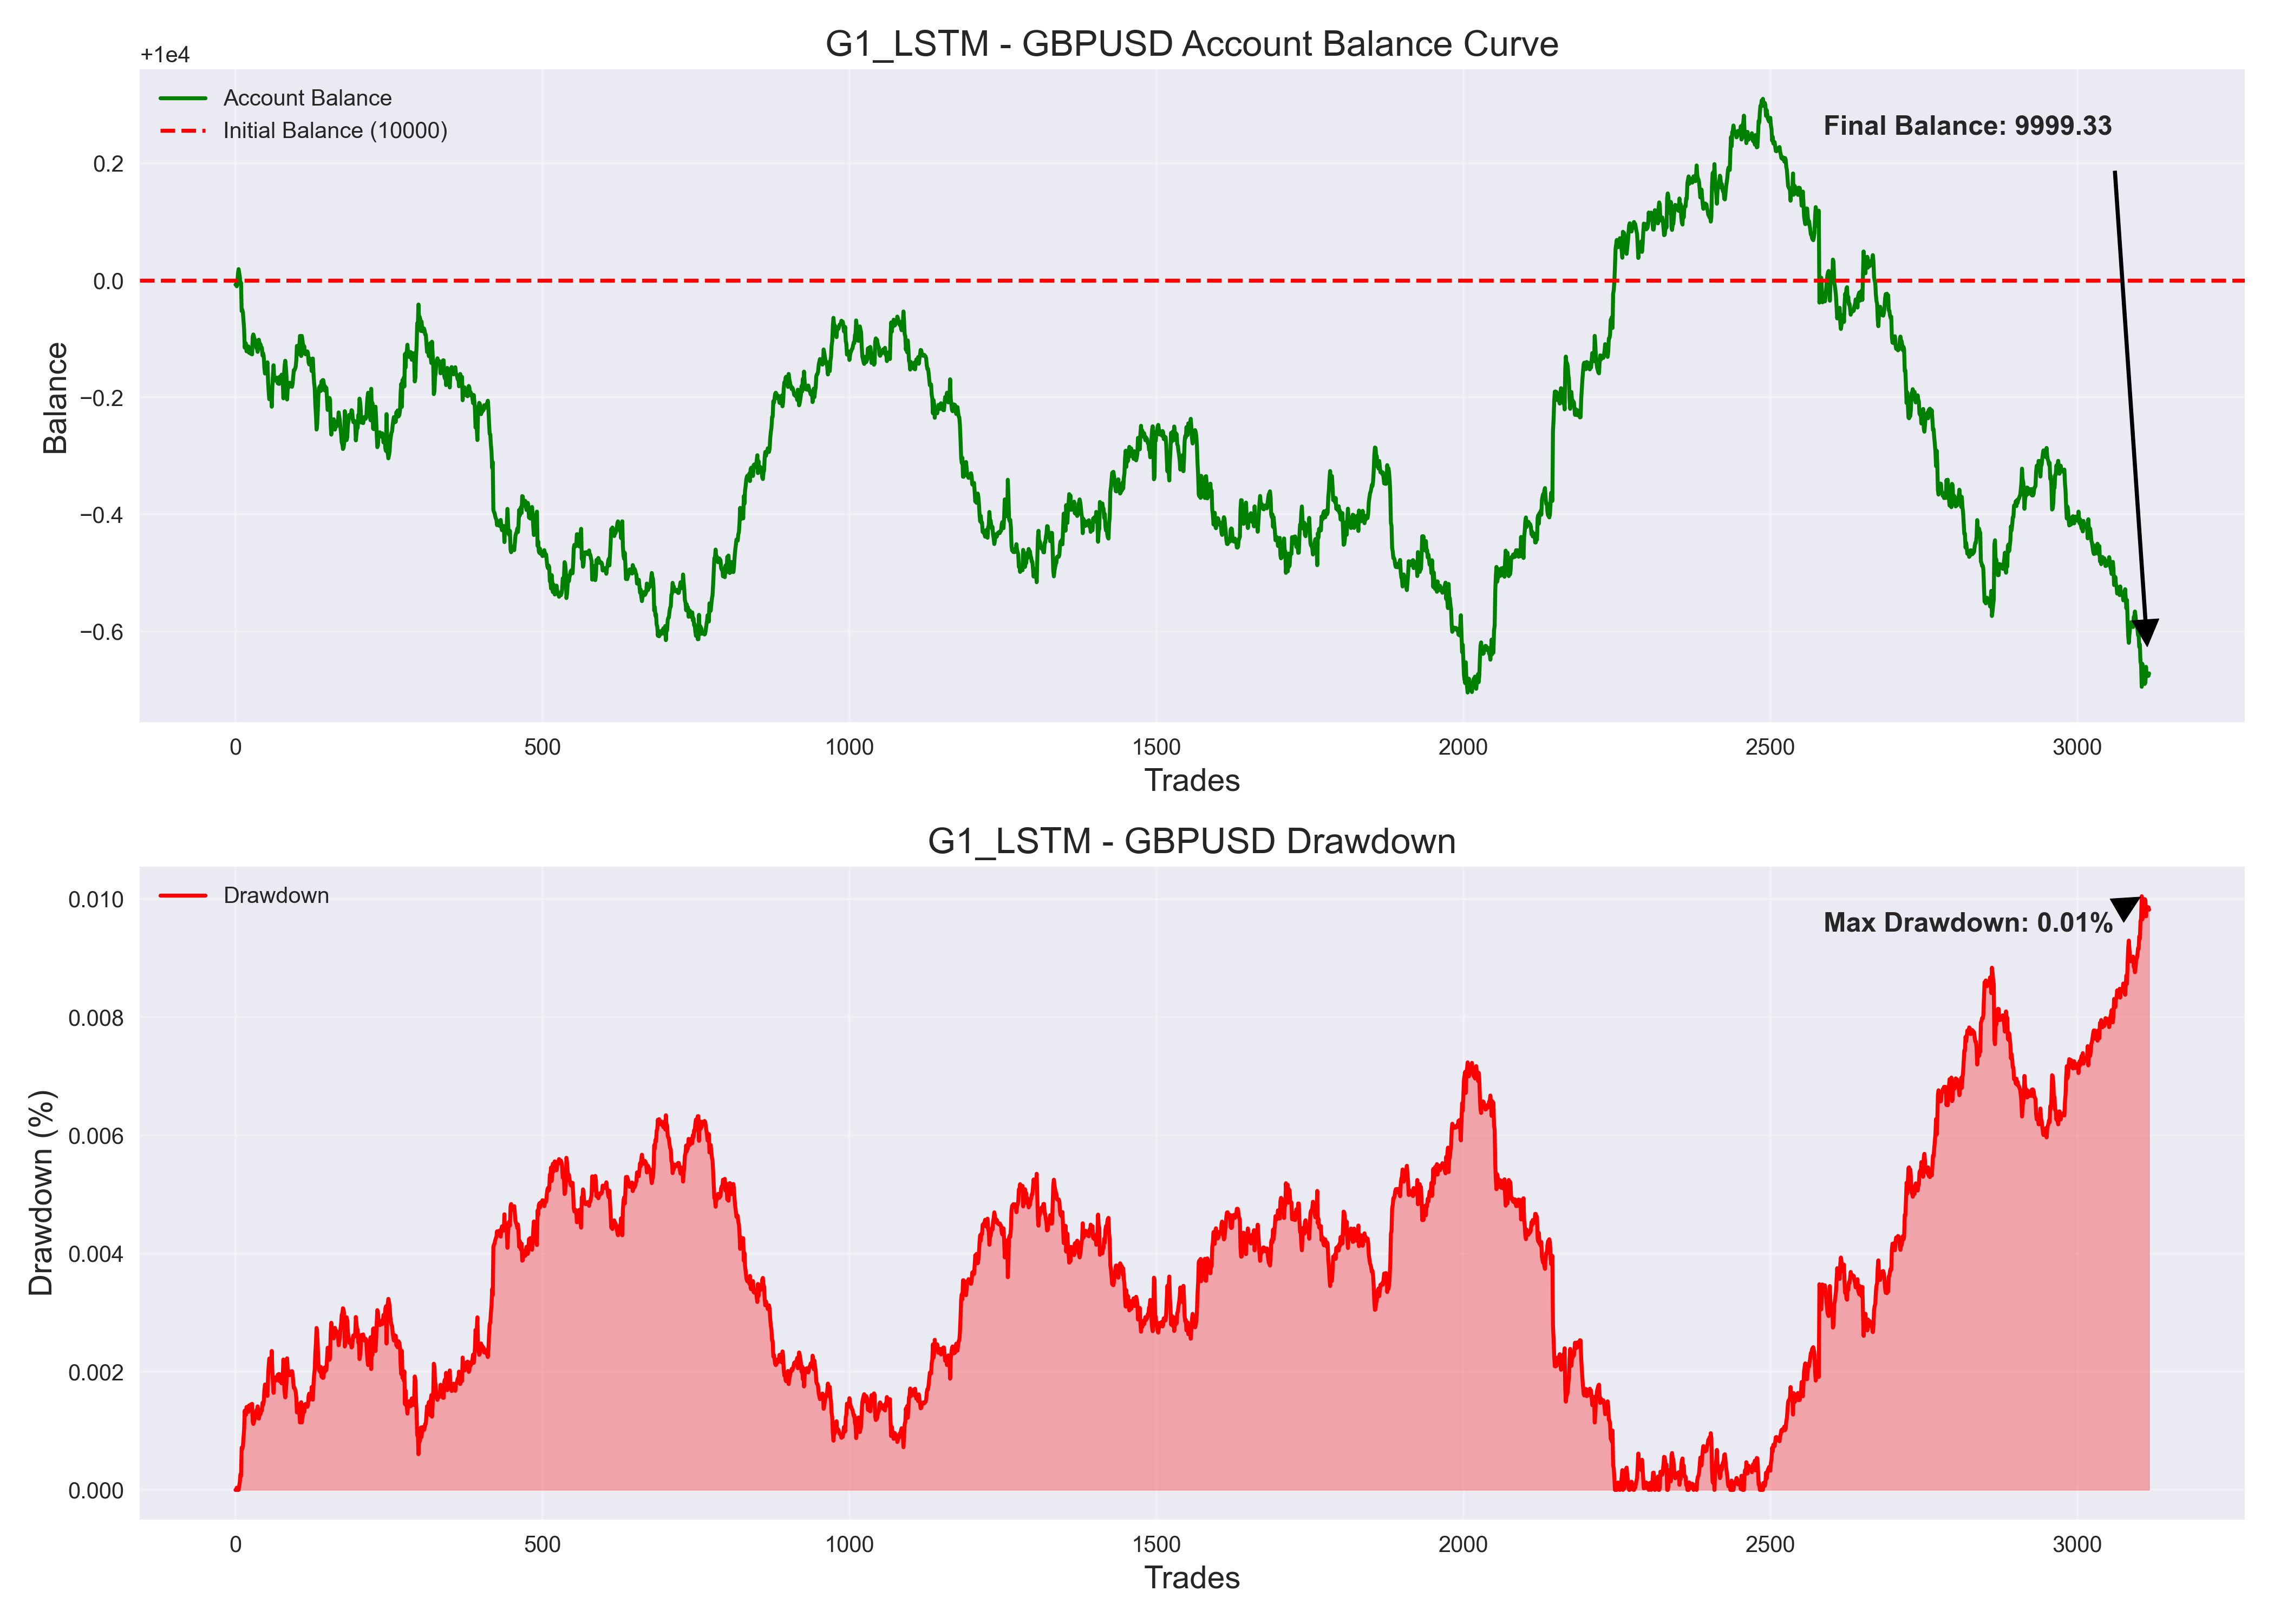 G1_LSTM - GBPUSD Account Balance Curve
+1e4
Account Balance
Initial Balance (10000)
Final Balance: 9999.33
0.2
0.0
−0.2
−0.4
−0.6
Balance
0 500 1000 1500 2000 2500 3000
Trades
G1_LSTM - GBPUSD Drawdown
Drawdown
Max Drawdown: 0.01%
0.010
0.008
0.006
0.004
0.002
0.000
Drawdown (%)
0 500 1000 1500 2000 2500 3000
Trades